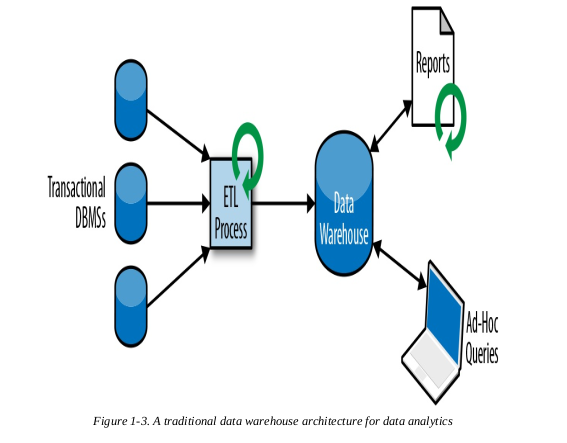 Reports
Transactional
DBMSs
ETL
Process
Data
Warehouse
Ad-Hoc
Queries
Figure 1-3. A traditional data warehouse architecture for data analytics